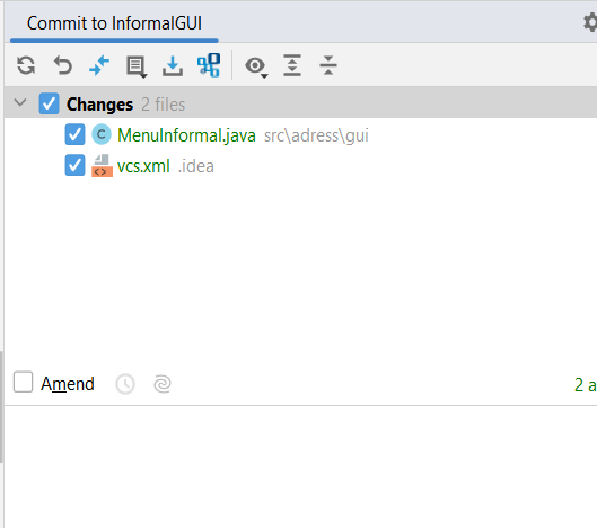 Commit to InformalGUI
Changes 2 files
C MenuInformal.java src\adress\gui
vcs.xml .idea
Amend 2 a